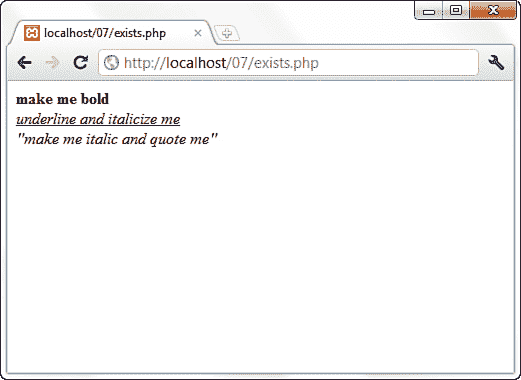 localhost/07/exists.php
http://localhost/07/exists.php
make me bold
underline and italicize me
"make me italic and quote me"